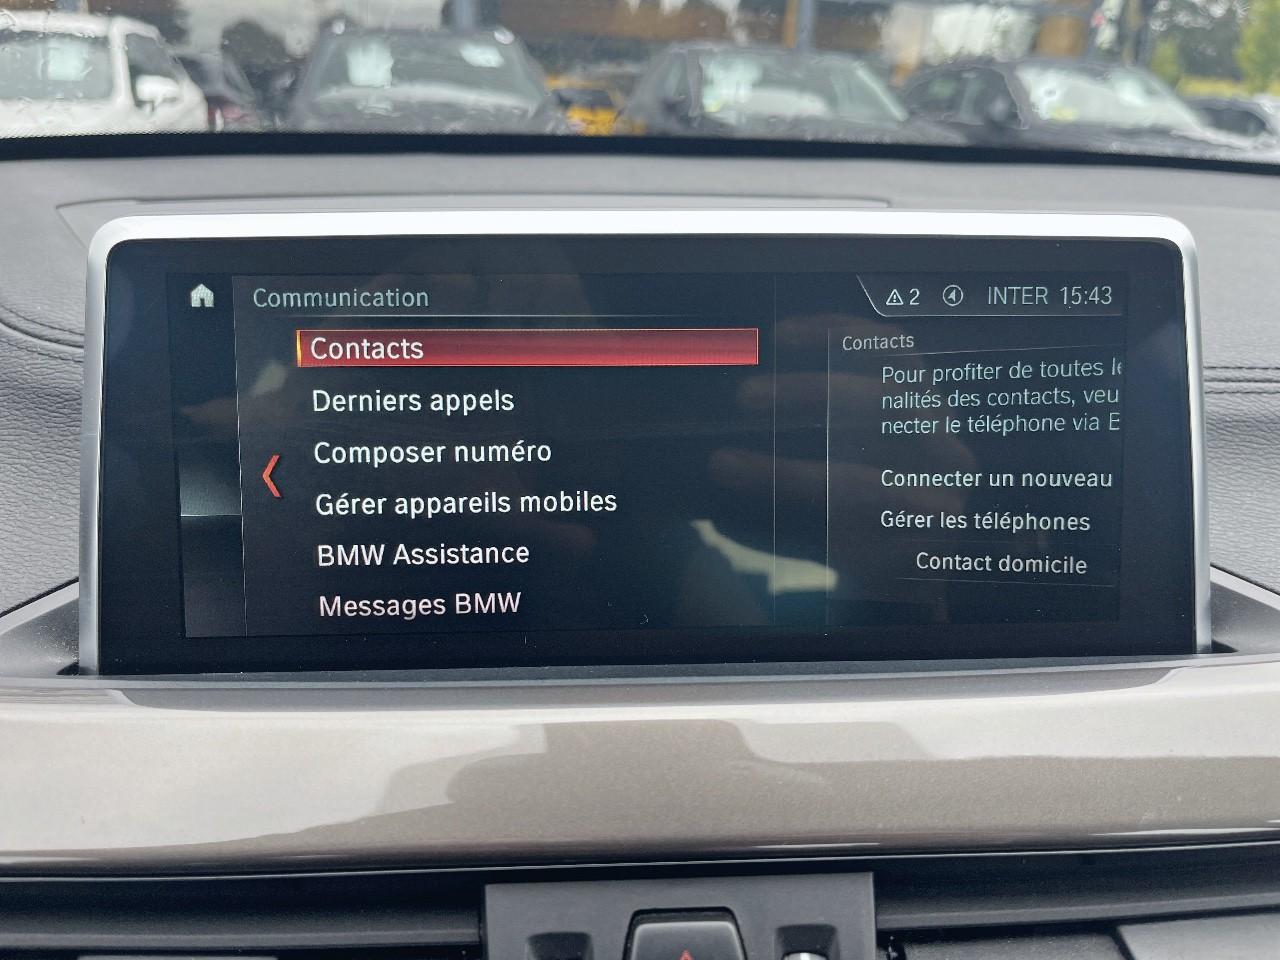 Communication
2 INTER 15:43
Contacts
Derniers appels
Composer numéro
Gérer appareils mobiles
BMW Assistance
Messages BMW
Contacts
Pour profiter de toutes
nalités des contacts, veu
necter le téléphone via
Connecter un nouveau
Gérer les téléphones
Contact domicile